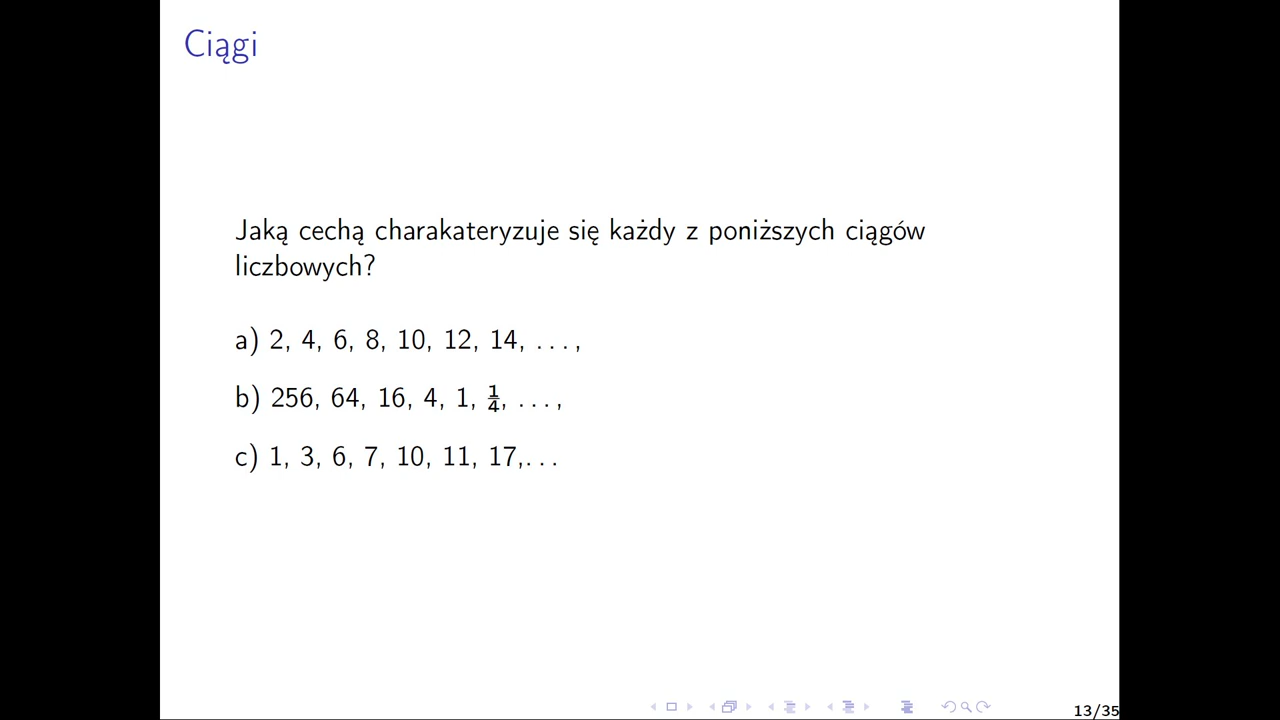 Ciągi
Jaką cechą charakateryzuje się każdy z poniższych ciągów
liczbowych?
a) 2, 4, 6, 8, 10, 12, 14, . . . ,
b) 256, 64, 16, 4, 1, 1/4, . . . ,
c) 1, 3, 6, 7, 10, 11, 17,. . .
13/35